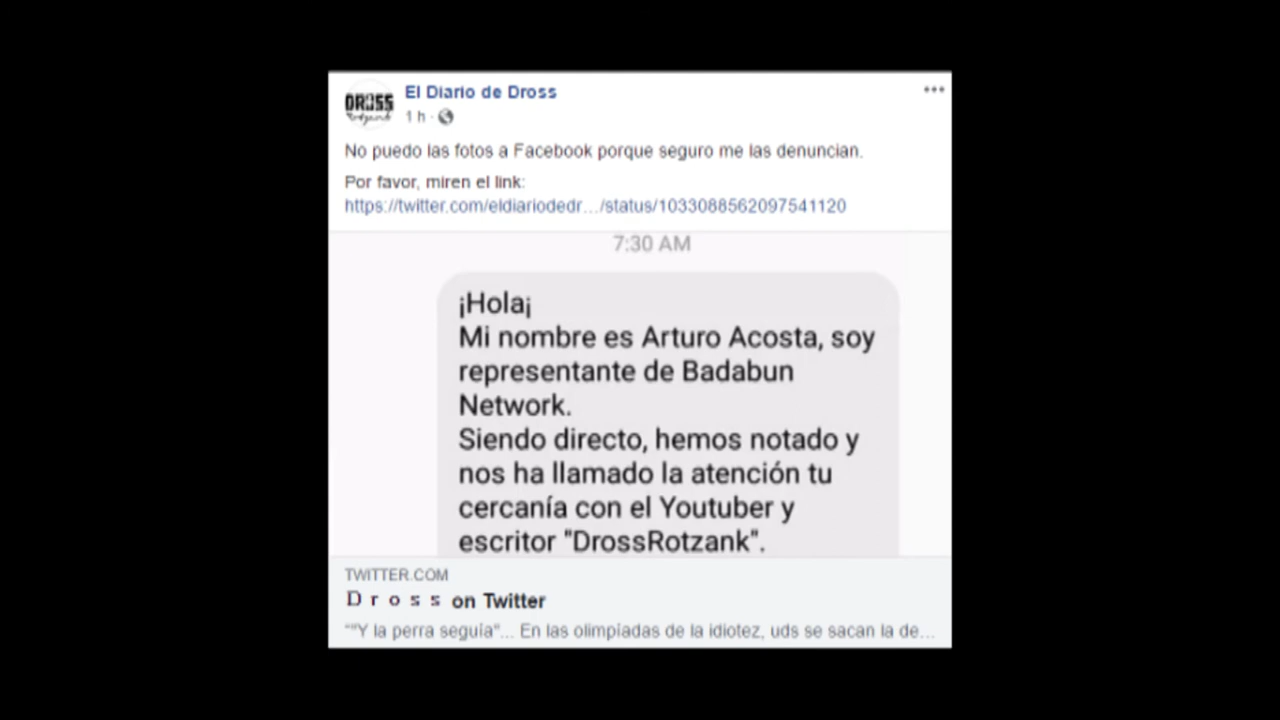 DROSS
Rotzank
El Diario de Dross
1 h ·
No puedo las fotos a Facebook porque seguro me las denuncian.
Por favor, miren el link:
https://twitter.com/eldiariodedr.../status/1033088562097541120
7:30 AM
¡Hola¡
Mi nombre es Arturo Acosta, soy
representante de Badabun
Network.
Siendo directo, hemos notado y
nos ha llamado la atención tu
cercanía con el Youtuber y
escritor "DrossRotzank".
TWITTER.COM
D r o s s on Twitter
""Y la perra seguía"... En las olimpiadas de la idiotez, uds se sacan la de...